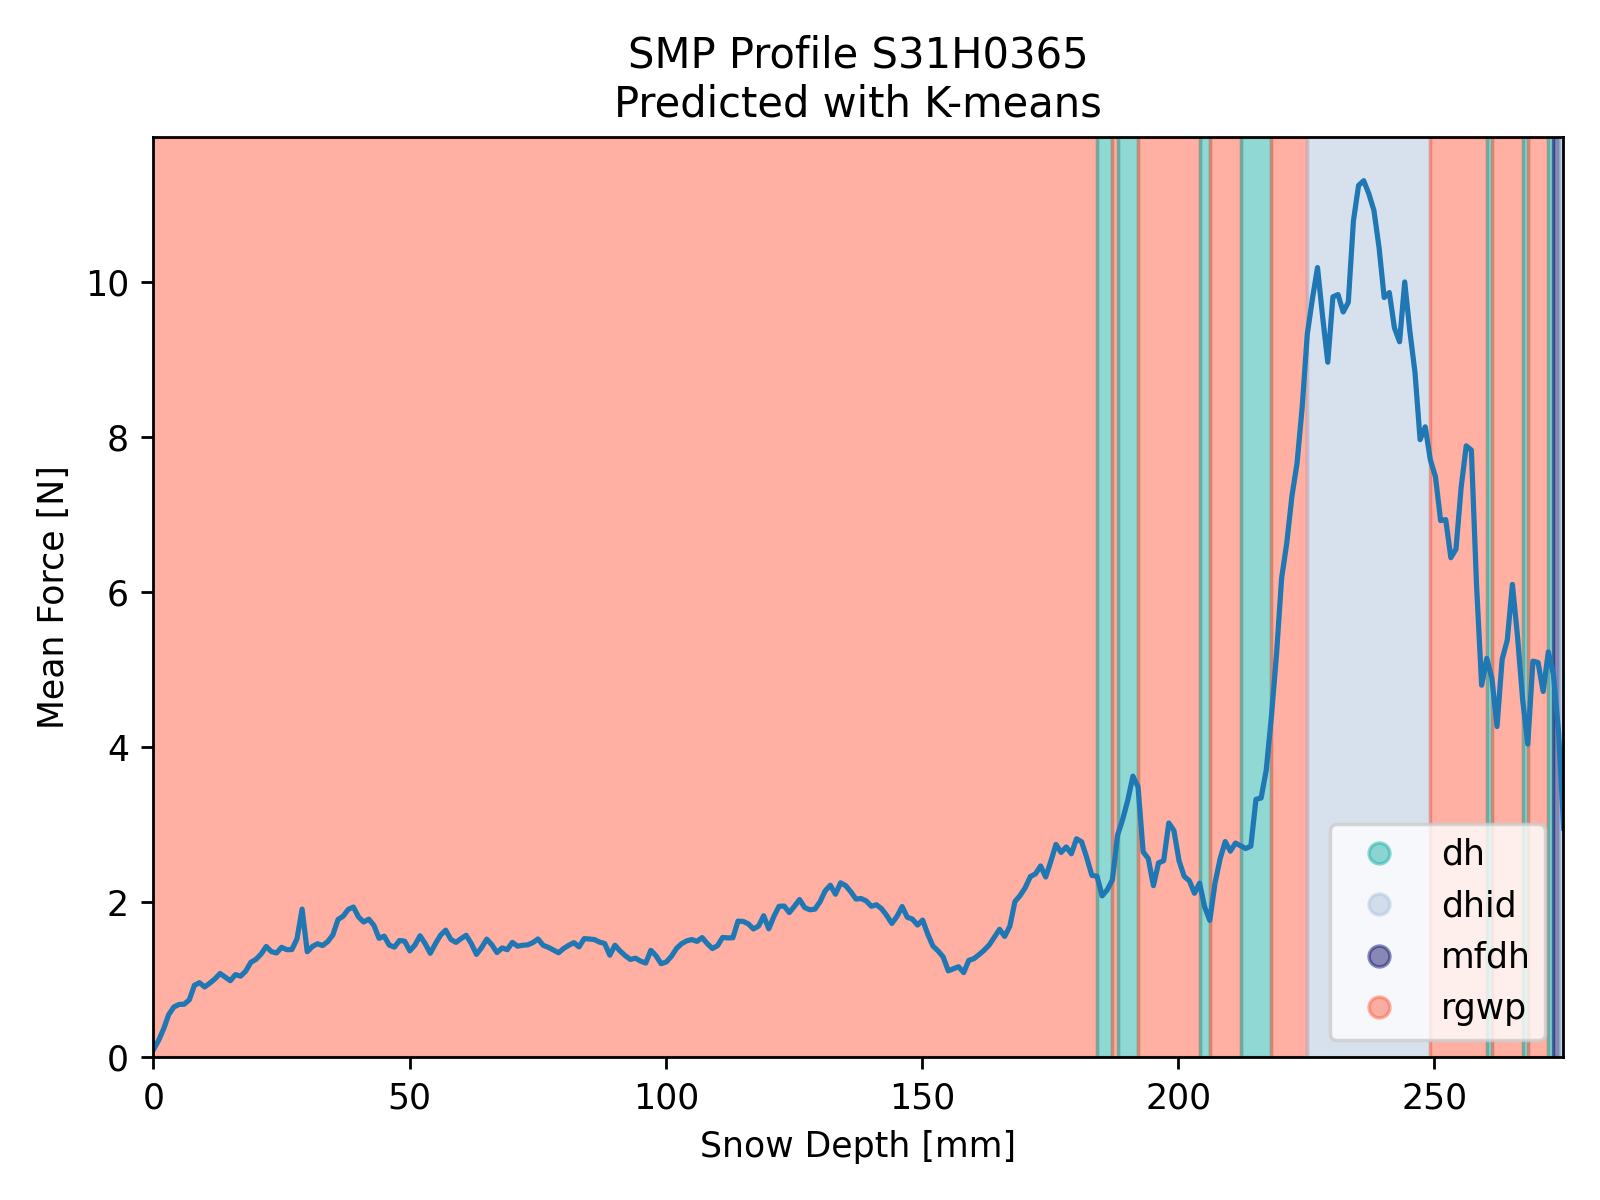 SMP Profile S31H0365
Predicted with K-means
Mean Force [N]
10
8
6
4
2
0
0 50 100 150 200 250
Snow Depth [mm]
dh
dhid
mfdh
rgwp